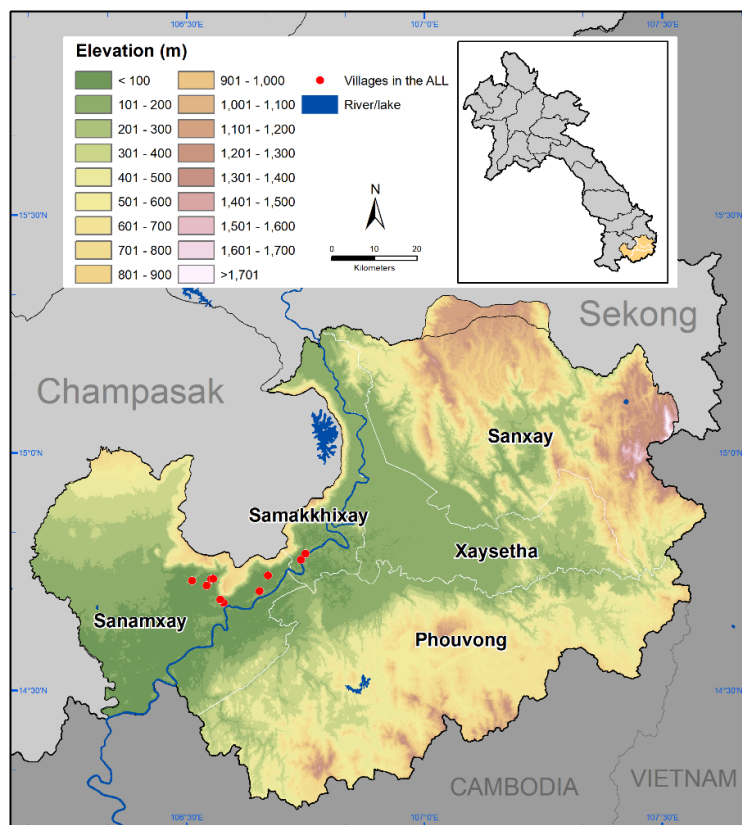 106°30'E
107°0'E
107°30'E
Elevation (m)
< 100
101 - 200
201 - 300
301 - 400
401 - 500
501 - 600
601 - 700
701 - 800
801 - 900
901 - 1,000
1,001 - 1,100
1,101 - 1,200
1,201 - 1,300
1,301 - 1,400
1,401 - 1,500
1,501 - 1,600
1,601 - 1,700
>1,701
Villages in the ALL
River/lake
N
0 10 20
Kilometers
15°30'N
15°30'N
Sekong
Champasak
Sanxay
15°0'N
15°0'N
Samakkhixay
Xaysetha
Sanamxay
Phouvong
14°30'N
14°30'N
CAMBODIA
VIETNAM
106°30'E
107°0'E
107°30'E